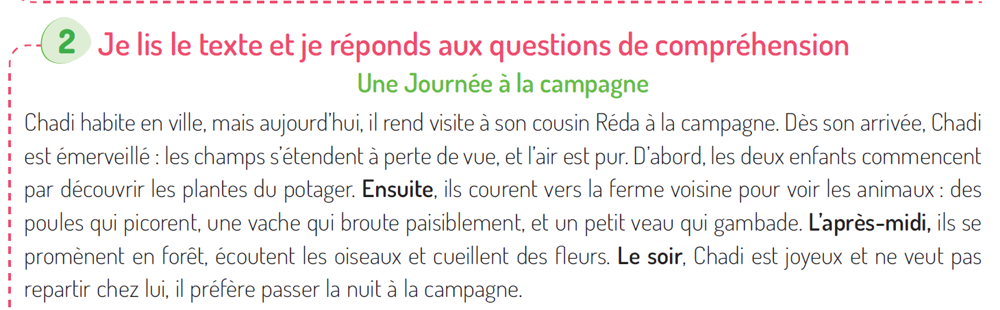 2 Je lis le texte et je réponds aux questions de compréhension
Une Journée à la campagne
Chadi habite en ville, mais aujourd'hui, il rend visite à son cousin Réda à la campagne. Dès son arrivée, Chadi
est émerveillé : les champs s'étendent à perte de vue, et l'air est pur. D'abord, les deux enfants commencent
par découvrir les plantes du potager. Ensuite, ils courent vers la ferme voisine pour voir les animaux : des
poules qui picorent, une vache qui broute paisiblement, et un petit veau qui gambade. L'après-midi, ils se
promènent en forêt, écoutent les oiseaux et cueillent des fleurs. Le soir, Chadi est joyeux et ne veut pas
repartir chez lui, il préfère passer la nuit à la campagne.